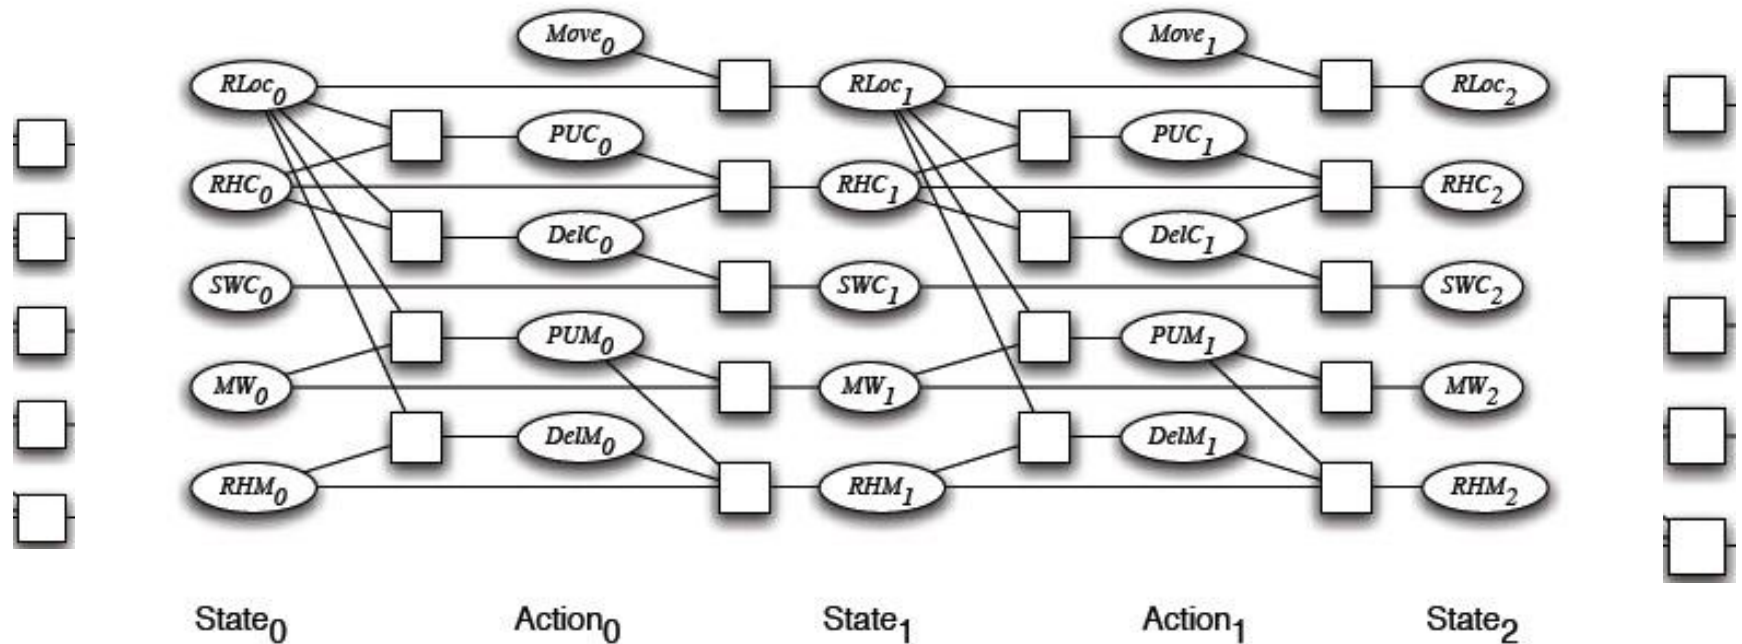 Move0 Move1
RLoc0 RLoc1 RLoc2
PUC0 PUC1
RHC0 RHC1 RHC2
DelC0 DelC1
SWC0 SWC1 SWC2
PUM0 PUM1
MW0 MW1 MW2
DelM0 DelM1
RHM0 RHM1 RHM2
State0 Action0 State1 Action1 State2